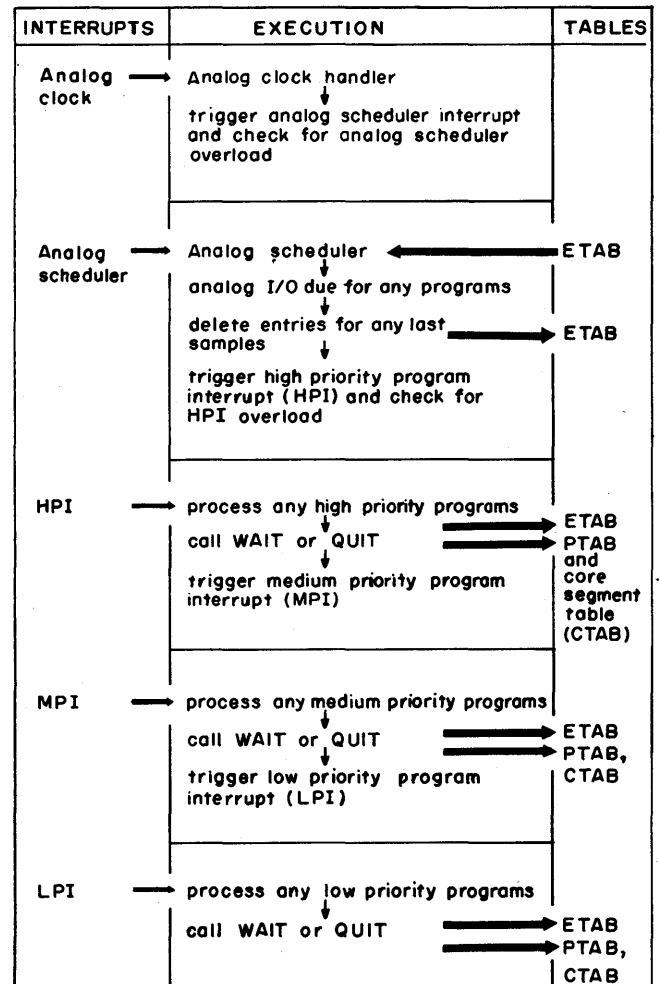 INTERRUPTS EXECUTION TABLES
Analog clock
Analog clock handler
trigger analog scheduler interrupt
and check for analog scheduler
overload
Analog scheduler
Analog scheduler
ETAB
analog I/O due for any programs
delete entries for any last
samples
ETAB
trigger high priority program
interrupt (HPI) and check for
HPI overload
HPI
process any high priority programs
call WAIT or QUIT
trigger medium priority program
interrupt (MPI)
ETAB
PTAB
and
core
segment
table
(CTAB)
MPI
process any medium priority programs
call WAIT or QUIT
trigger low priority program
interrupt (LPI)
ETAB
PTAB,
CTAB
LPI
process any low priority programs
call WAIT or QUIT
ETAB
PTAB,
CTAB